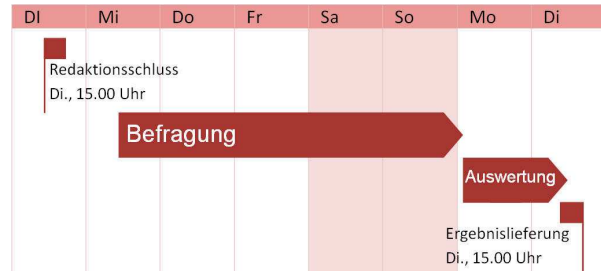 DI Mi Do Fr Sa So Mo Di
Redaktionsschluss
Di., 15.00 Uhr
Befragung
Auswertung
Ergebnislieferung
Di., 15.00 Uhr